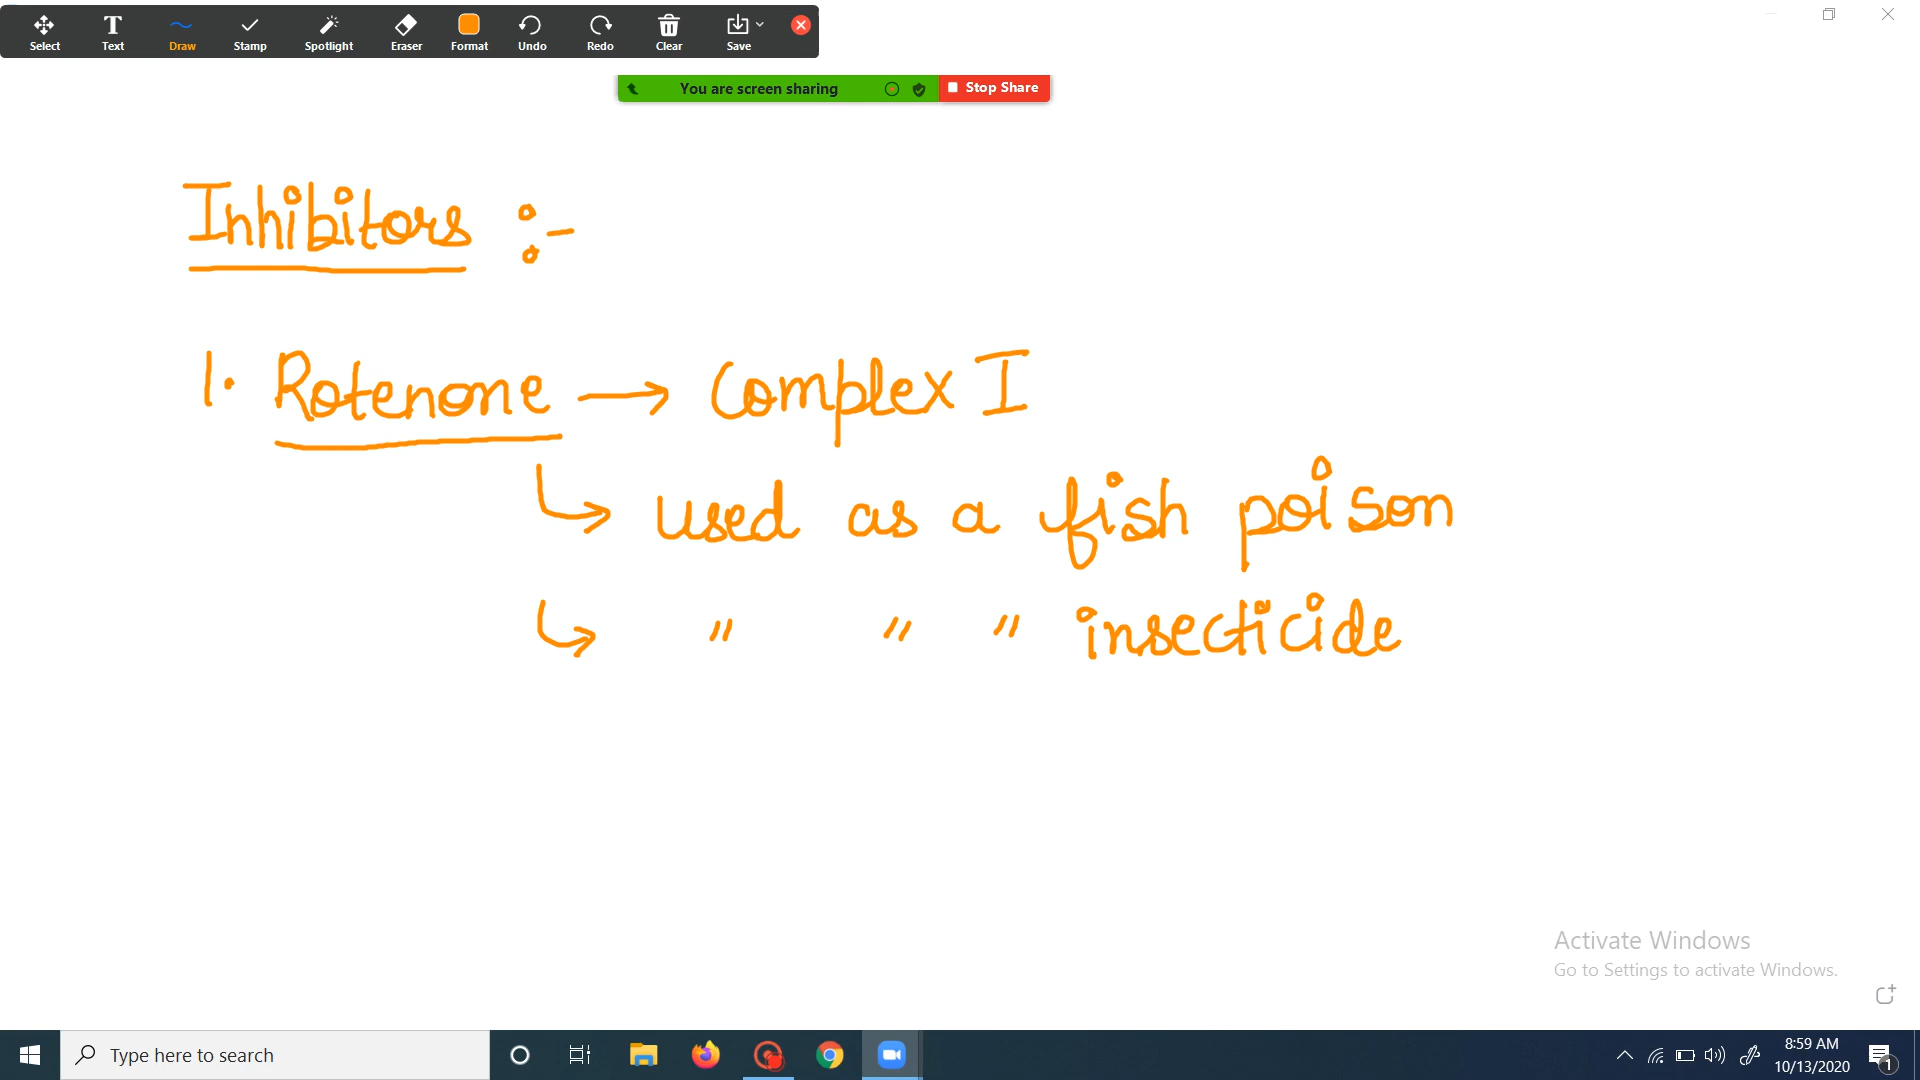 Select Text Draw Stamp Spotlight Eraser Format Undo Redo Clear Save
You are screen sharing Stop Share
Inhibitors :-
1. Rotenone → Complex I
↳ used as a fish poison
↳ " " " insecticide
Activate Windows
Go to Settings to activate Windows.
Type here to search
8:59 AM
10/13/2020
1